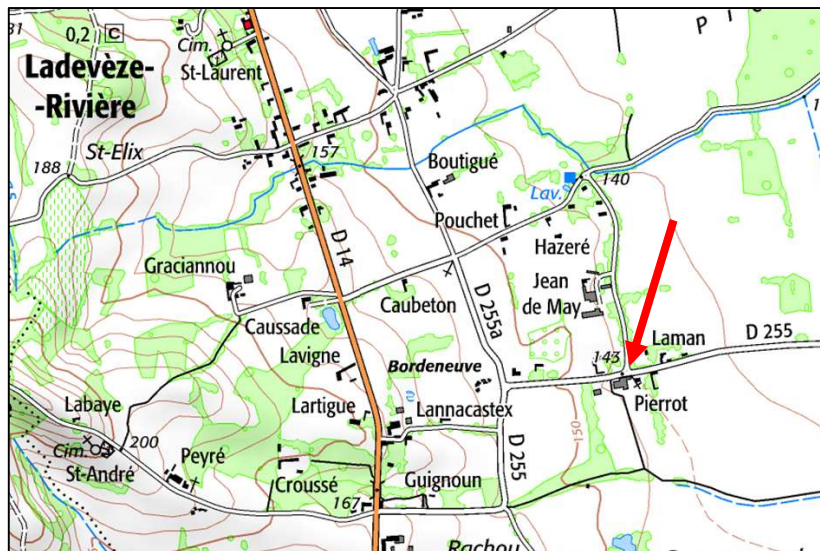 0,2 C
Cim.
P
Ladevèze-
-Rivière
St-Laurent
157
St-Elix
188
Boutigué
Lav.
140
Pouchet
D 14
Hazeré
Graciannou
Jean
de May
Caubeton
D 255a
Caussade
Lavigne
Laman
D 255
Bordeneuve
143
Lartigue
Lannacastex
Pierrot
Labaye
200
Cim.
St-André
Peyré
150
D 255
Croussé
Guignoun
167
Rachou